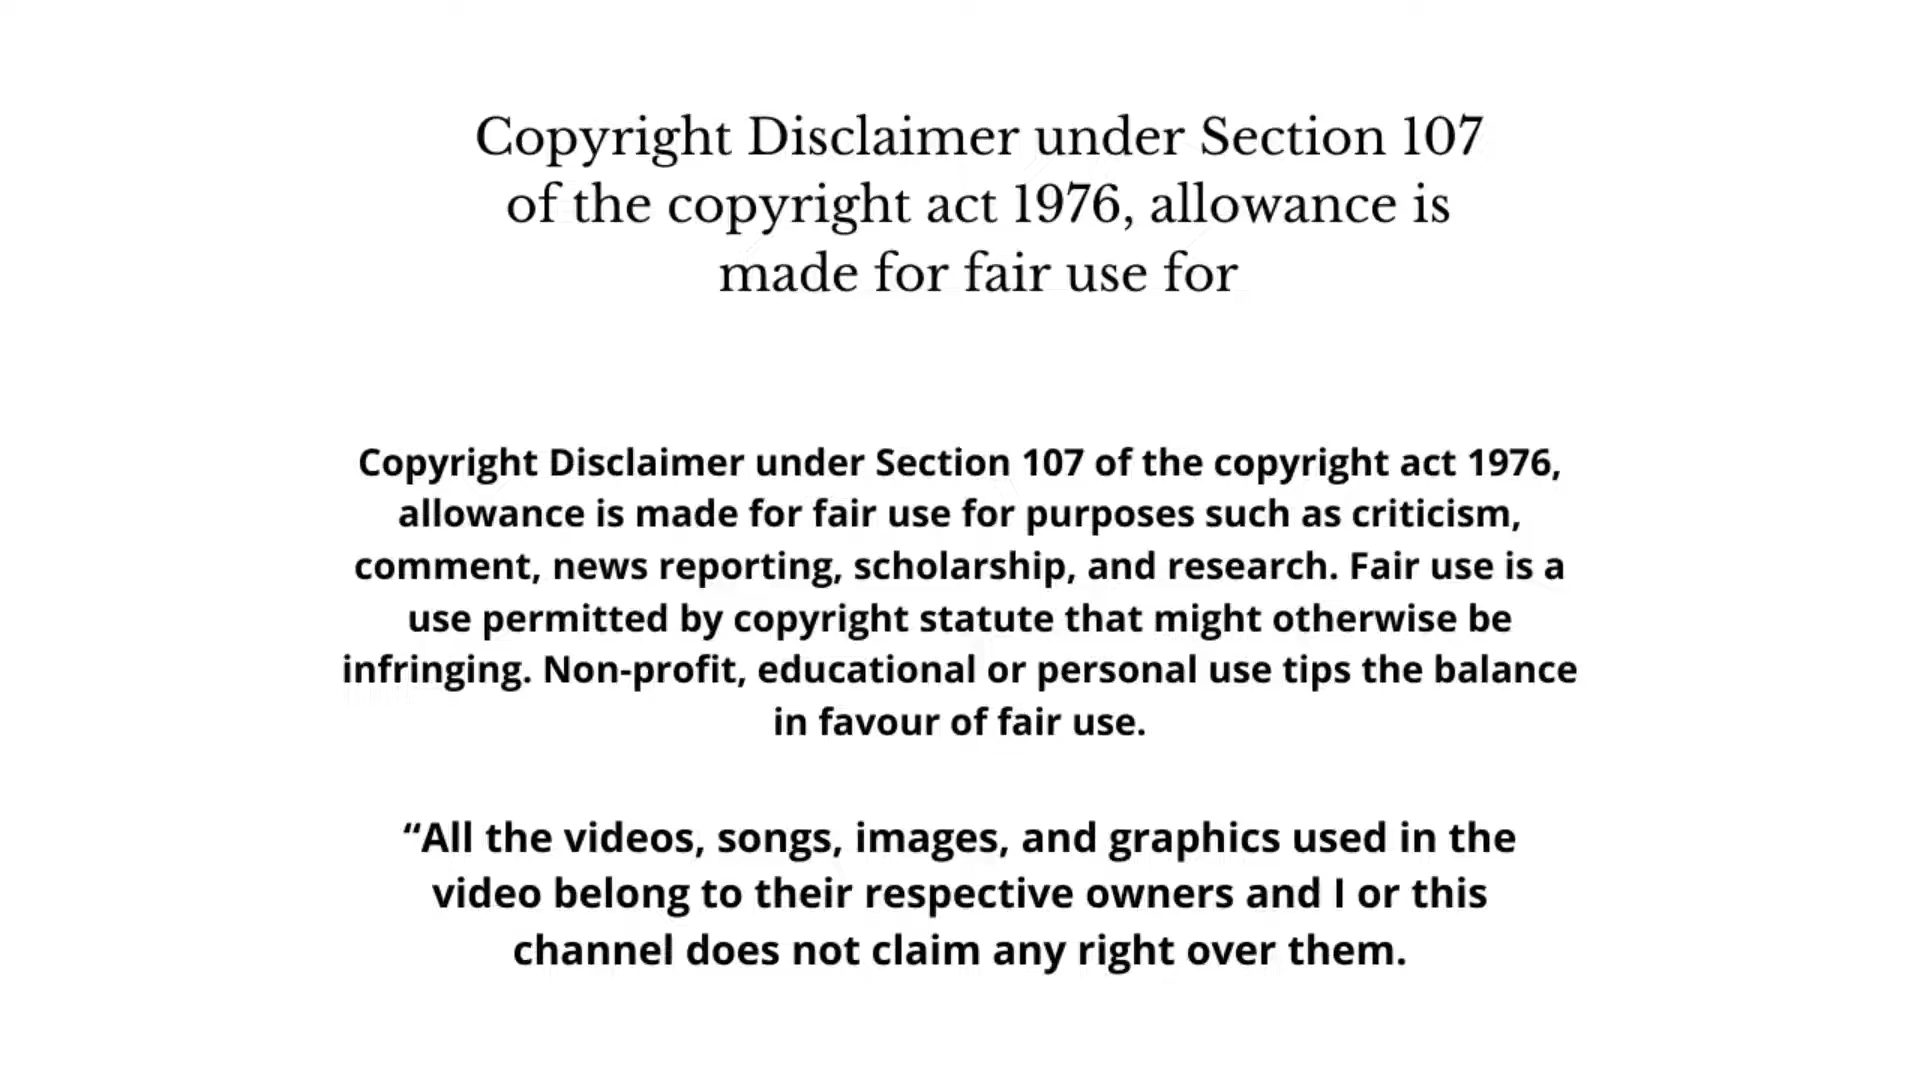 Copyright Disclaimer under Section 107
of the copyright act 1976, allowance is
made for fair use for
Copyright Disclaimer under Section 107 of the copyright act 1976,
allowance is made for fair use for purposes such as criticism,
comment, news reporting, scholarship, and research. Fair use is a
use permitted by copyright statute that might otherwise be
infringing. Non-profit, educational or personal use tips the balance
in favour of fair use.
“All the videos, songs, images, and graphics used in the
video belong to their respective owners and I or this
channel does not claim any right over them.